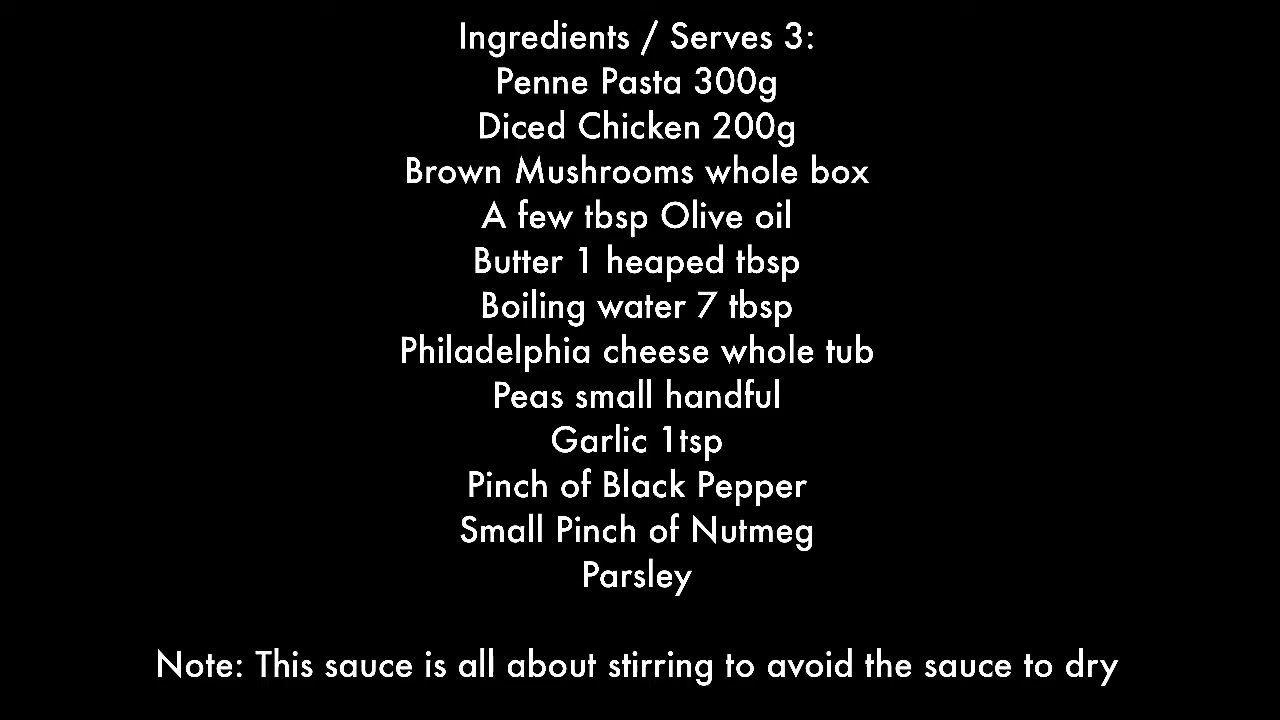 Ingredients / Serves 3:
Penne Pasta 300g
Diced Chicken 200g
Brown Mushrooms whole box
A few tbsp Olive oil
Butter 1 heaped tbsp
Boiling water 7 tbsp
Philadelphia cheese whole tub
Peas small handful
Garlic 1tsp
Pinch of Black Pepper
Small Pinch of Nutmeg
Parsley
Note: This sauce is all about stirring to avoid the sauce to dry